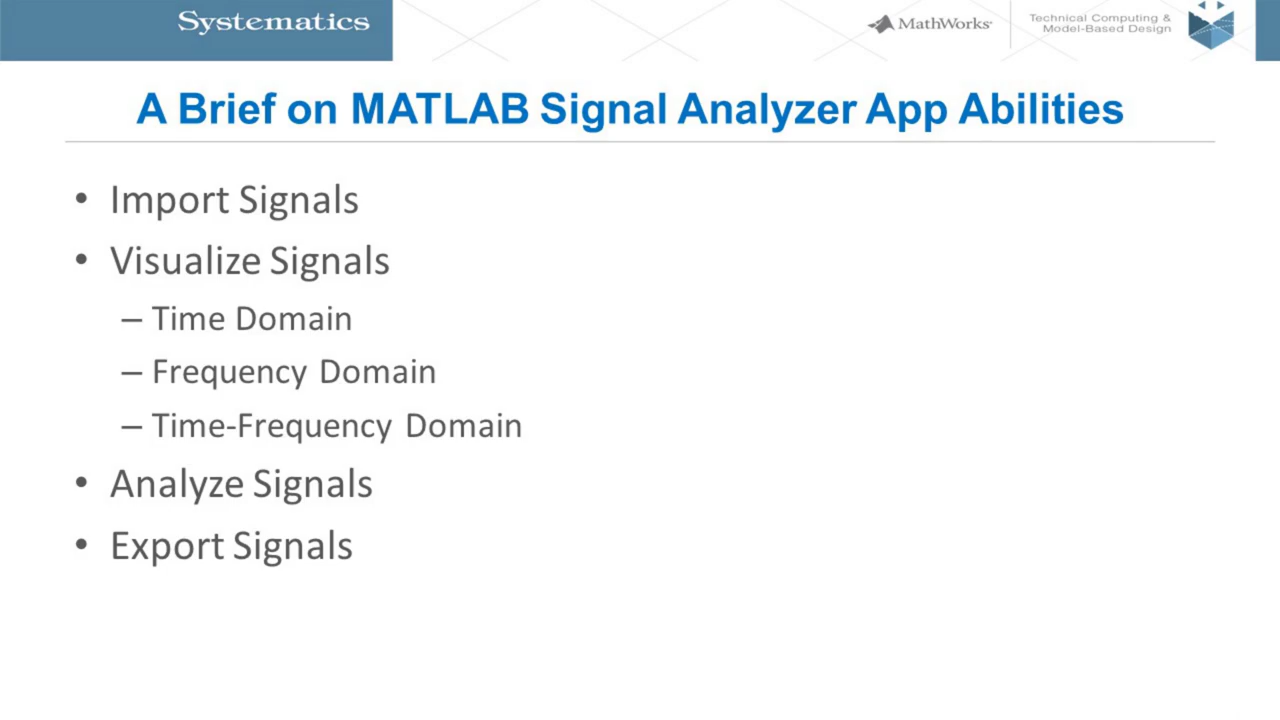 Systematics
MathWorks®
Technical Computing &
Model-Based Design
A Brief on MATLAB Signal Analyzer App Abilities
• Import Signals
• Visualize Signals
– Time Domain
– Frequency Domain
– Time-Frequency Domain
• Analyze Signals
• Export Signals